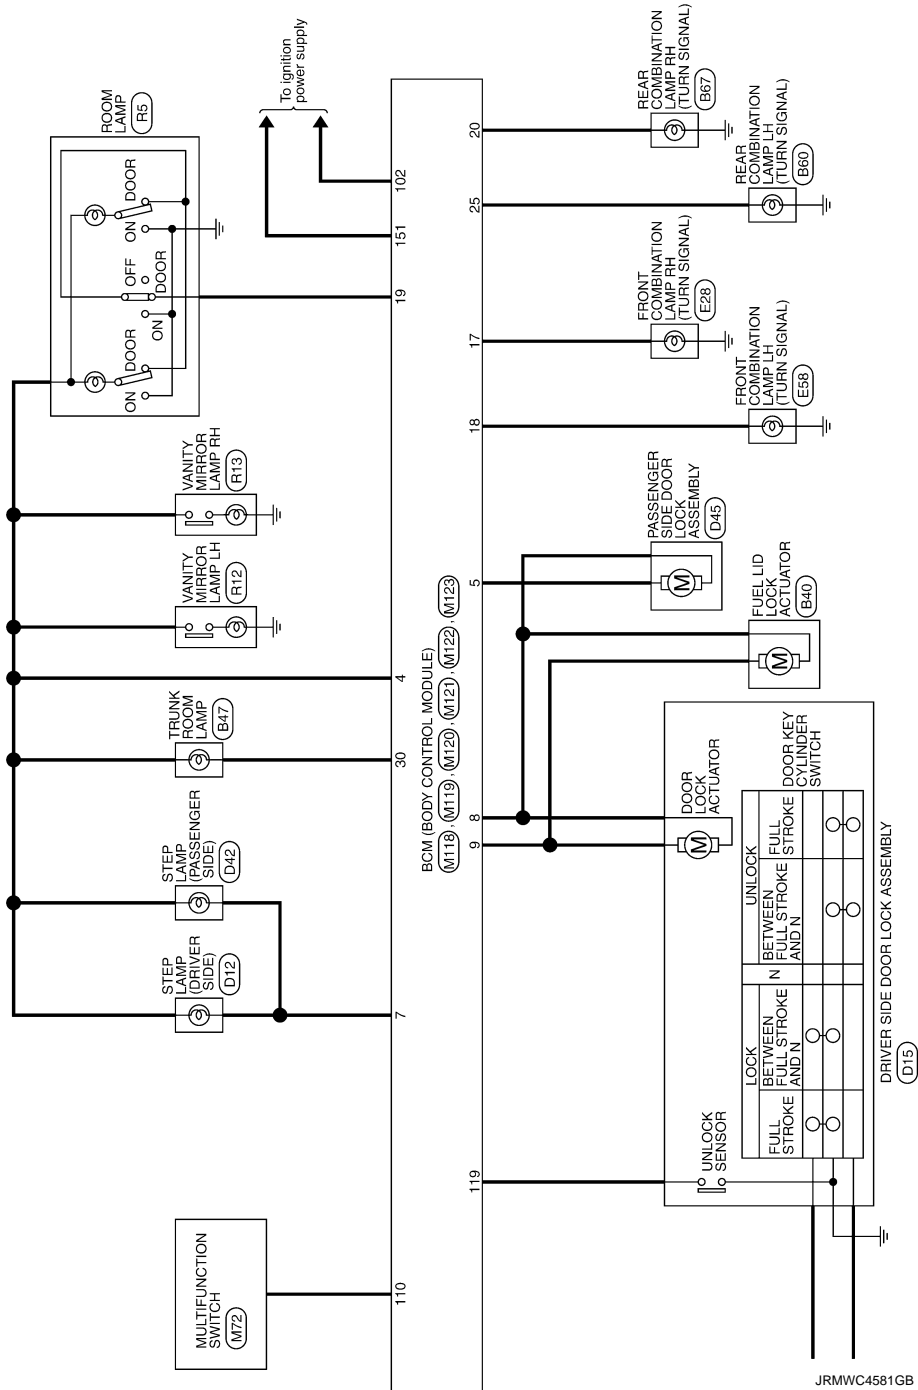 To ignition
power supply
ROOM
LAMP
R5
DOOR
ON
OFF
DOOR
ON
DOOR
ON
VANITY
MIRROR
LAMP RH
R13
VANITY
MIRROR
LAMP LH
R12
TRUNK
ROOM
LAMP
B47
STEP
LAMP
(PASSENGER
SIDE)
D42
STEP
LAMP
(DRIVER
SIDE)
D12
MULTIFUNCTION
SWITCH
M72
102
151
19
4
30
7
110
BCM (BODY CONTROL MODULE)
M118 , M119 , M120 , M121 , M122 , M123
20
25
17
18
5
8
9
119
REAR
COMBINATION
LAMP RH
(TURN SIGNAL)
B67
REAR
COMBINATION
LAMP LH
(TURN SIGNAL)
B60
FRONT
COMBINATION
LAMP RH
(TURN SIGNAL)
E28
FRONT
COMBINATION
LAMP LH
(TURN SIGNAL)
E58
PASSENGER
SIDE DOOR
LOCK
ASSEMBLY
D45
M
FUEL LID
LOCK
ACTUATOR
B40
M
DOOR
LOCK
ACTUATOR
M
DOOR KEY
CYLINDER
SWITCH
UNLOCK
FULL
STROKE
BETWEEN
FULL STROKE
AND N
N
LOCK
BETWEEN
FULL STROKE
AND N
FULL
STROKE
UNLOCK
SENSOR
DRIVER SIDE DOOR LOCK ASSEMBLY
D15
JRMWC4581GB